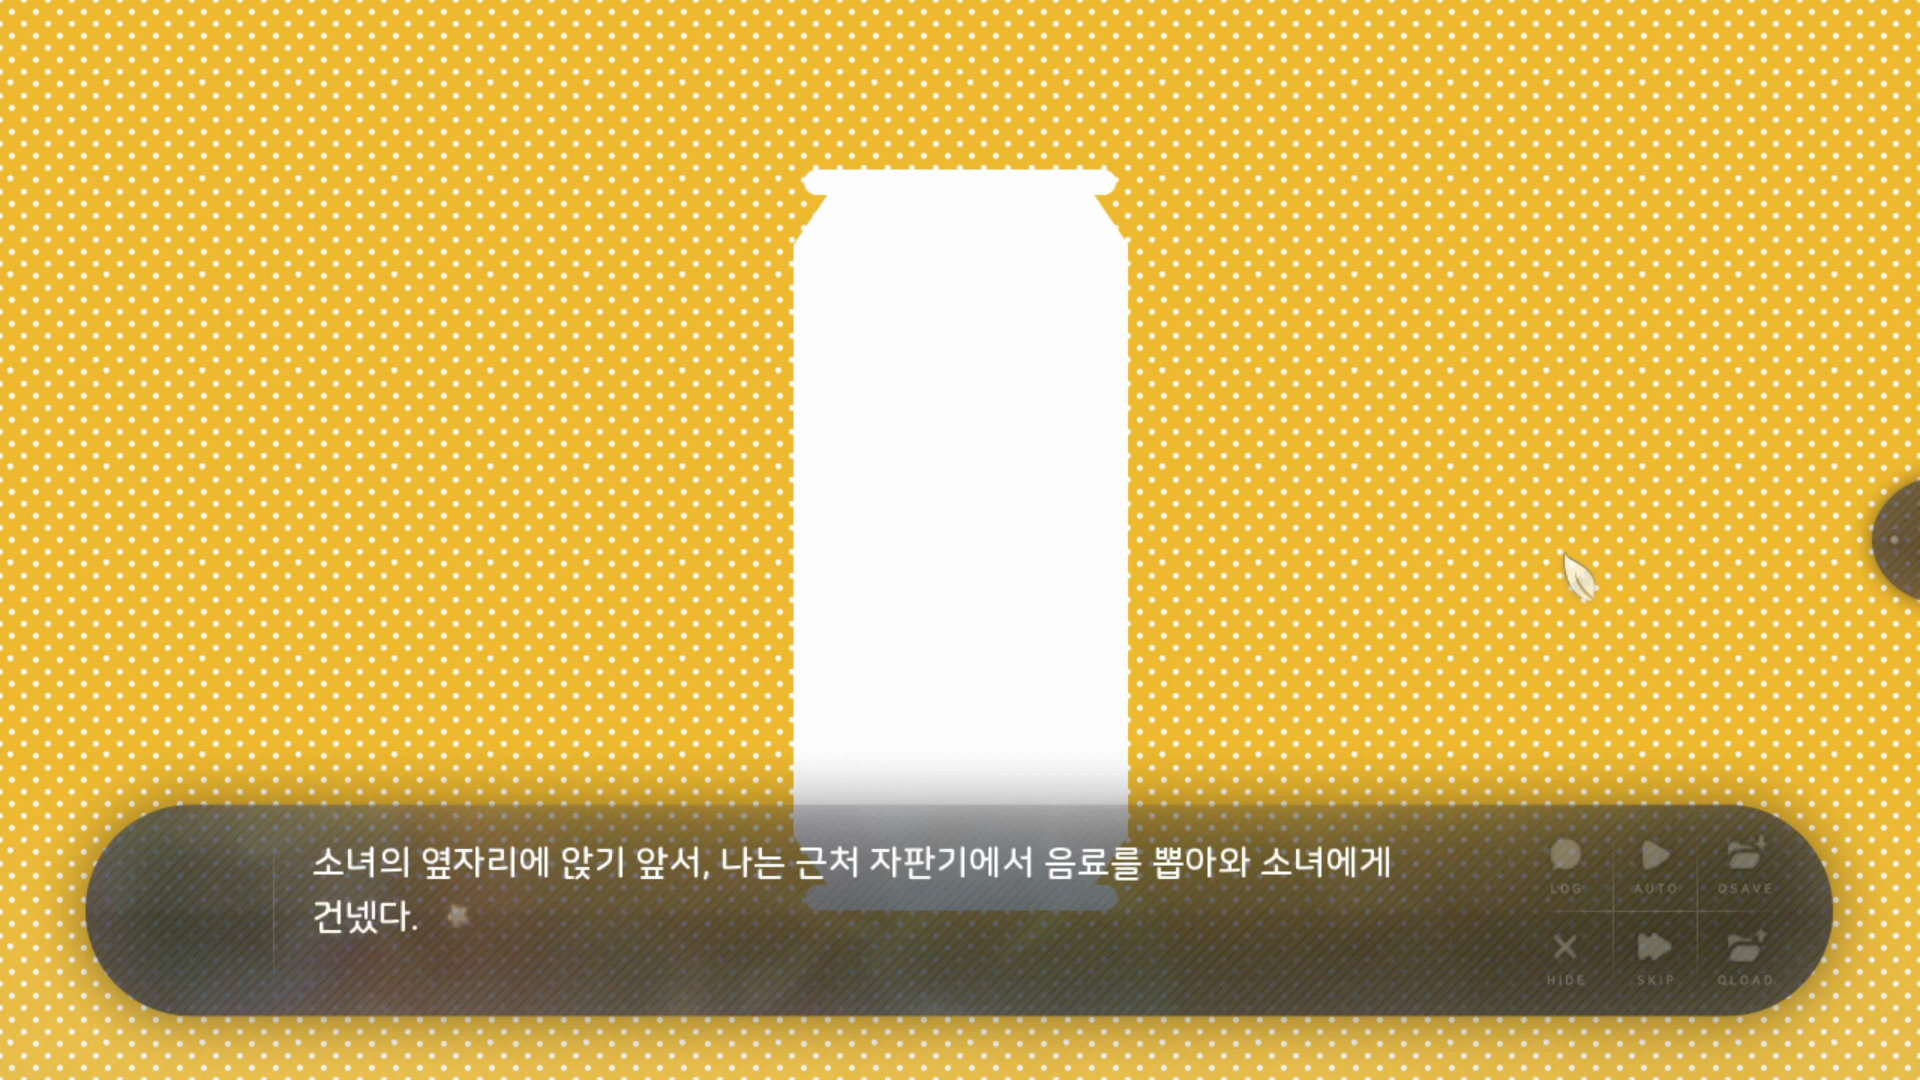 소녀의 옆자리에 앉기 앞서, 나는 근처 자판기에서 음료를 뽑아와 소녀에게
건넸다.
LOG
AUTO
QSAVE
HIDE
SKIP
QLOAD